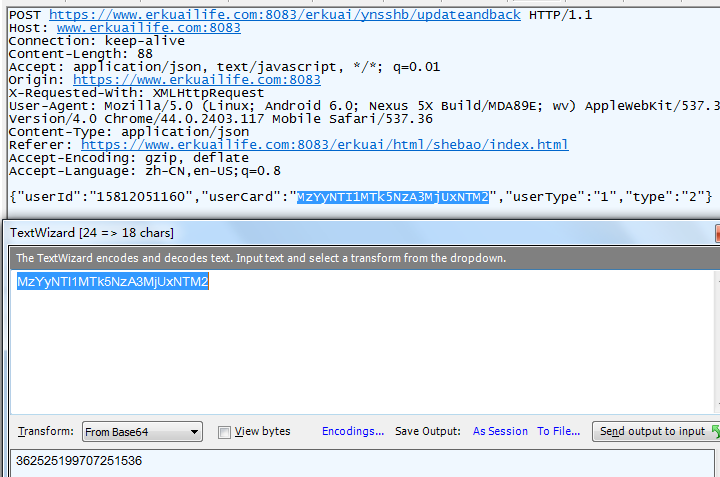 POST https://www.erkuailife.com:8083/erkuai/ynsshb/updateandback HTTP/1.1
Host: www.erkuailife.com:8083
Connection: keep-alive
Content-Length: 88
Accept: application/json, text/javascript, */*; q=0.01
Origin: https://www.erkuailife.com:8083
X-Requested-With: XMLHttpRequest
User-Agent: Mozilla/5.0 (Linux; Android 6.0; Nexus 5X Build/MDA89E; wv) AppleWebKit/537.3
Version/4.0 Chrome/44.0.2403.117 Mobile Safari/537.36
Content-Type: application/json
Referer: https://www.erkuailife.com:8083/erkuai/html/shebao/index.html
Accept-Encoding: gzip, deflate
Accept-Language: zh-CN,en-US;q=0.8
{"userId":"15812051160","userCard":"MzYyNTI1MTk5NzA3MjUxNTM2","userType":"1","type":"2"}
TextWizard [24 => 18 chars]
The TextWizard encodes and decodes text. Input text and select a transform from the dropdown.
MzYyNTI1MTk5NzA3MjUxNTM2
Transform: From Base64 View bytes Encodings... Save Output: As Session To File... Send output to input
362525199707251536